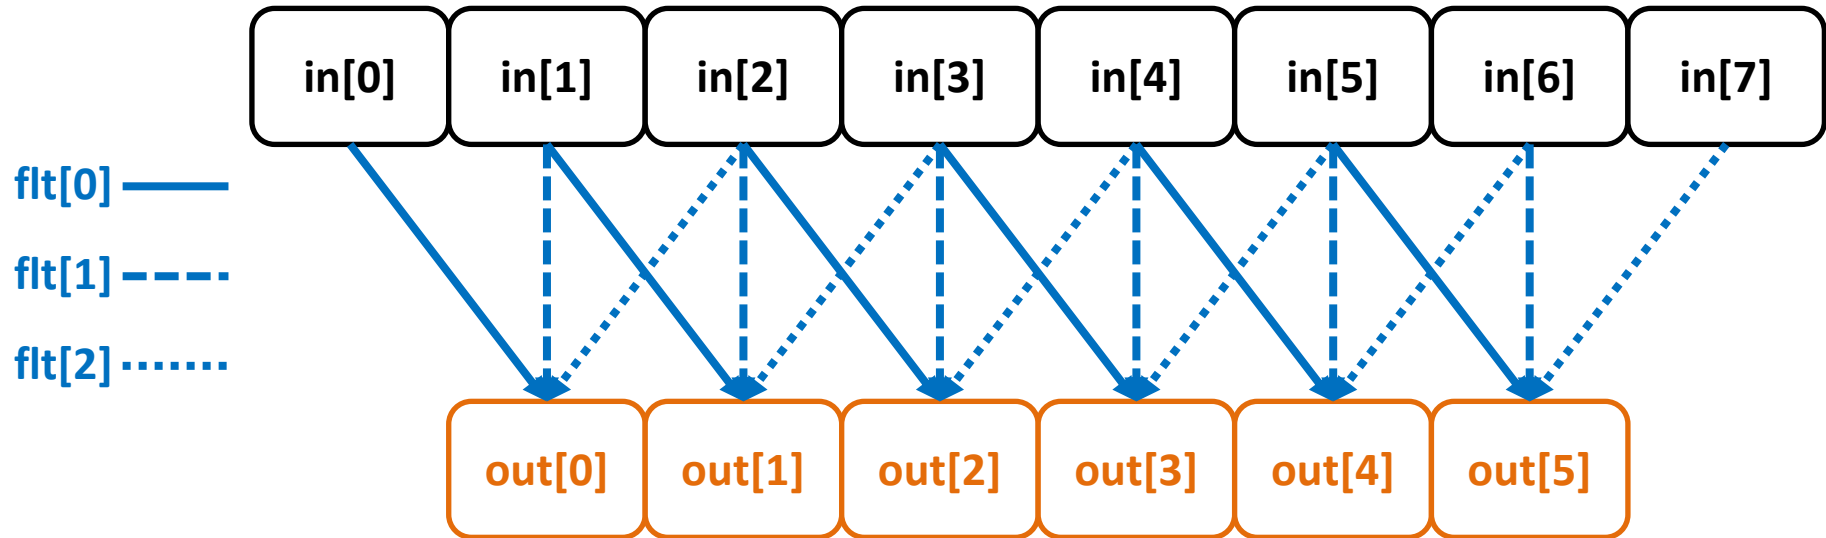 in[0] in[1] in[2] in[3] in[4] in[5] in[6] in[7]
flt[0]
flt[1]
flt[2]
out[0] out[1] out[2] out[3] out[4] out[5]